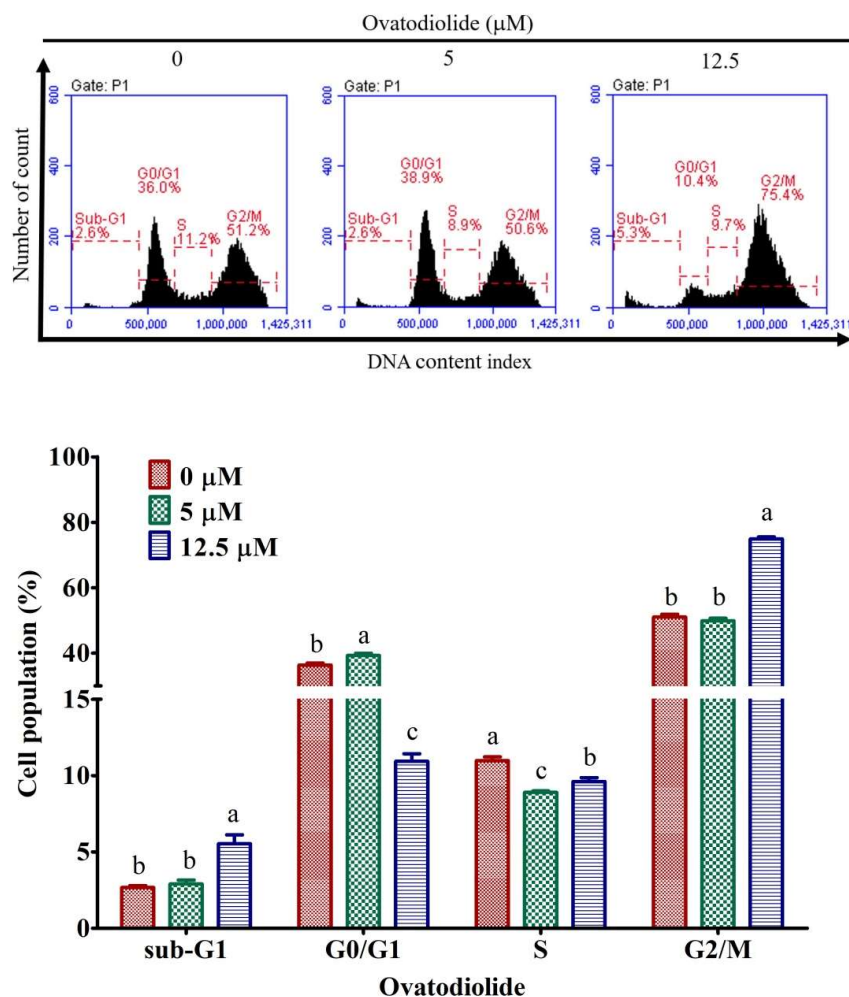 Ovatodiolide (μM)
0 5 12.5
Number of count
Gate: P1
600
400
200
0
Sub-G1
2.6%
G0/G1
36.0%
S
11.2%
G2/M
51.2%
0 500,000 1,000,000 1,425,311
Gate: P1
600
400
200
0
Sub-G1
2.6%
G0/G1
38.9%
S
8.9%
G2/M
50.6%
0 500,000 1,000,000 1,425,311
Gate: P1
600
400
200
0
Sub-G1
5.3%
G0/G1
10.4%
S
9.7%
G2/M
75.4%
0 500,000 1,000,000 1,425,311
DNA content index
Cell population (%)
100
80
60
40
15
10
5
0
0 μM
5 μM
12.5 μM
b b a
b a c
a c b
b b a
sub-G1 G0/G1 S G2/M
Ovatodiolide